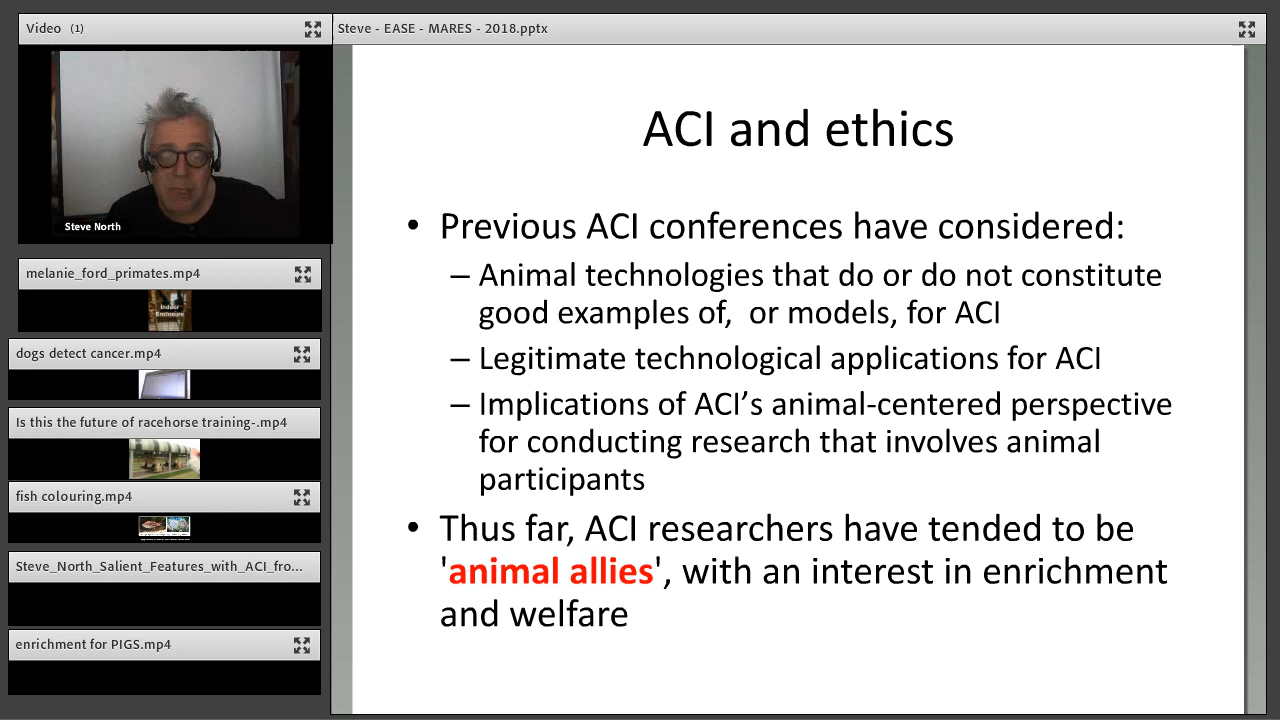 Video (1)
Steve North
melanie_ford_primates.mp4
Indoor
Enclosure
dogs detect cancer.mp4
Is this the future of racehorse training-.mp4
fish colouring.mp4
Steve_North_Salient_Features_with_ACI_fro...
enrichment for PIGS.mp4
Steve - EASE - MARES - 2018.pptx
ACI and ethics
• Previous ACI conferences have considered:
– Animal technologies that do or do not constitute
good examples of, or models, for ACI
– Legitimate technological applications for ACI
– Implications of ACI’s animal-centered perspective
for conducting research that involves animal
participants
• Thus far, ACI researchers have tended to be
'animal allies', with an interest in enrichment
and welfare